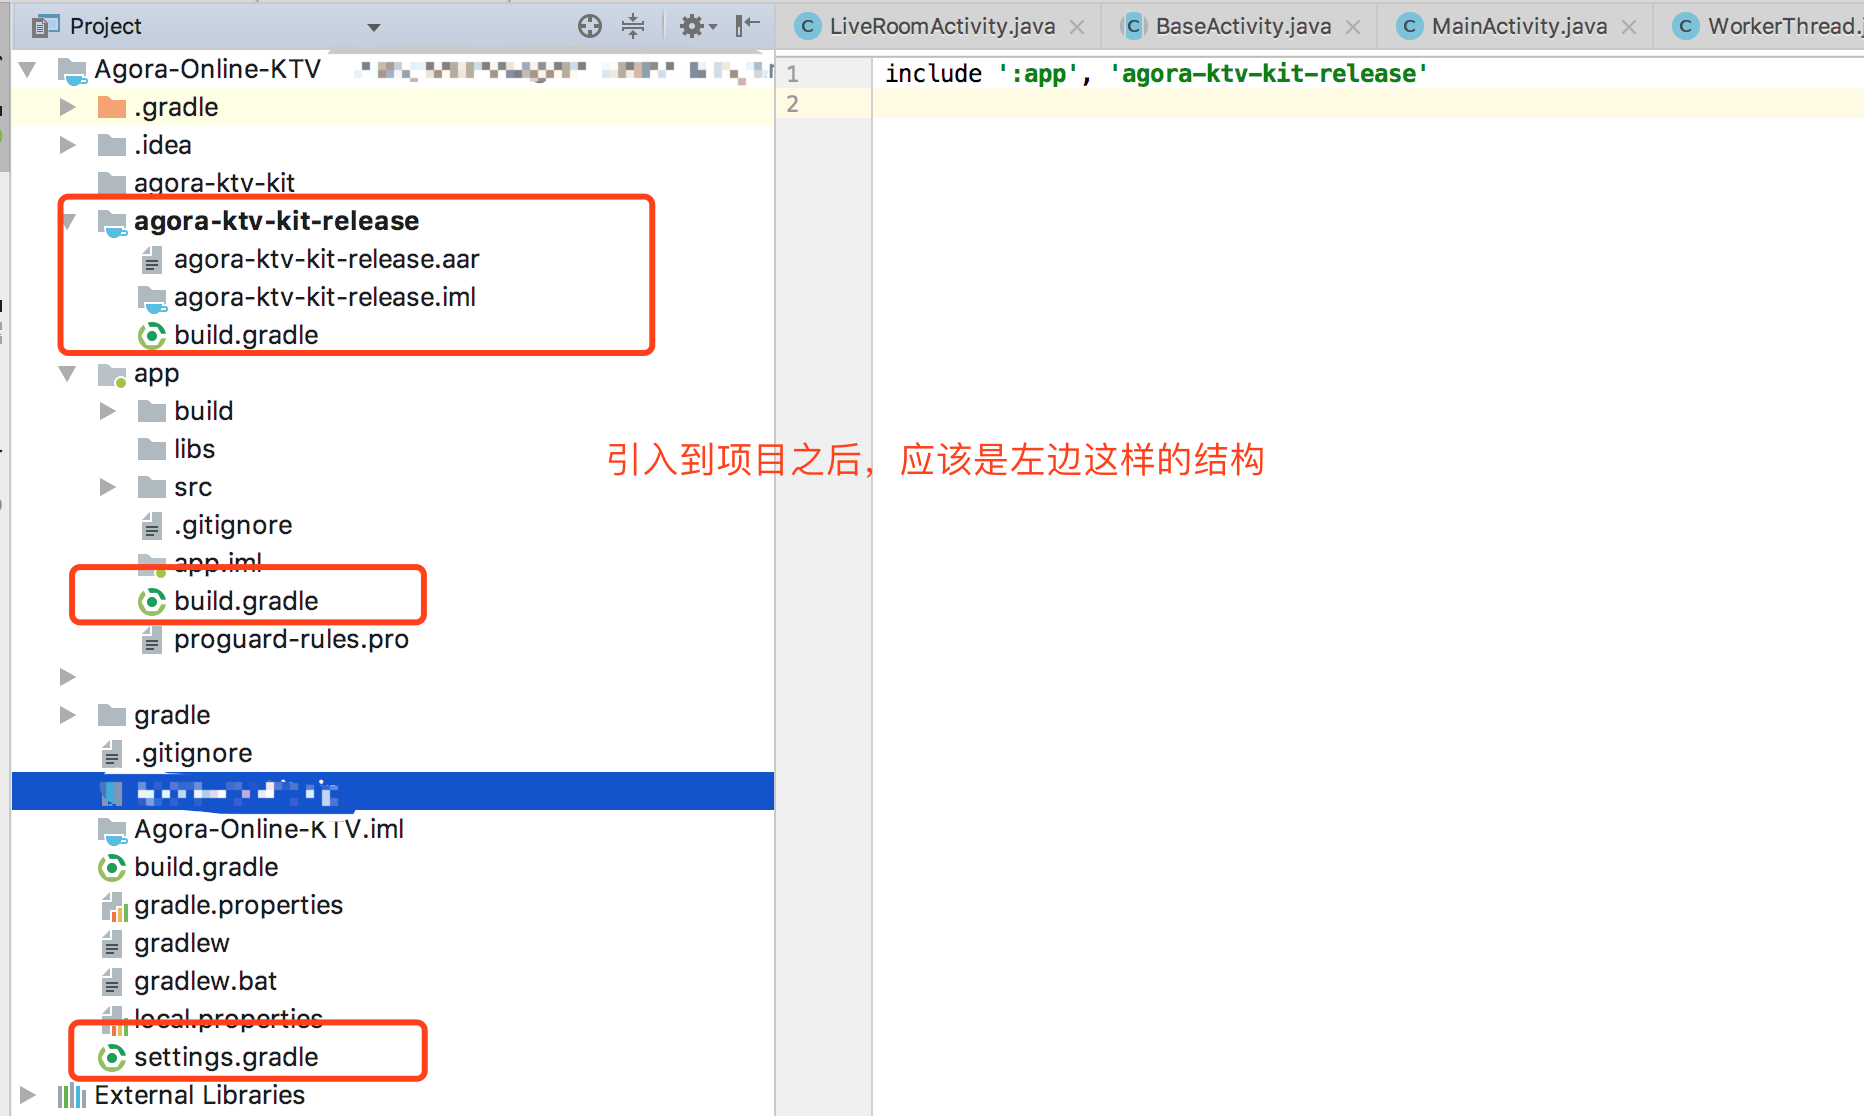 Project
LiveRoomActivity.java
BaseActivity.java
MainActivity.java
WorkerThread.j
Agora-Online-KTV
.gradle
.idea
agora-ktv-kit
agora-ktv-kit-release
agora-ktv-kit-release.aar
agora-ktv-kit-release.iml
build.gradle
app
build
libs
src
.gitignore
app.iml
build.gradle
proguard-rules.pro
gradle
.gitignore
Agora-Online-KTV.iml
build.gradle
gradle.properties
gradlew
gradlew.bat
local.properties
settings.gradle
External Libraries
1 include ':app', 'agora-ktv-kit-release'
2
引入到项目之后，应该是左边这样的结构